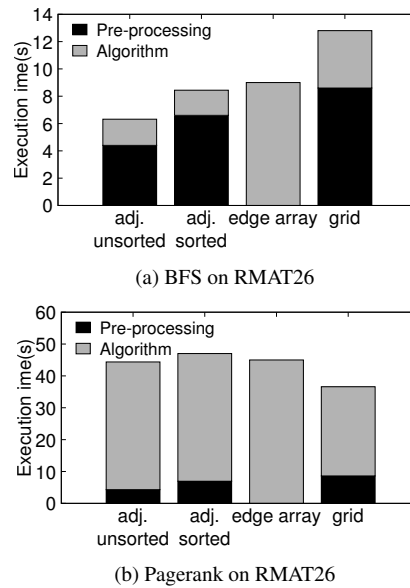 14
12
10
8
6
4
2
0
Execution ime(s)
Pre-processing
Algorithm
adj. adj. edge array grid
unsorted sorted
(a) BFS on RMAT26
60
50
40
30
20
10
0
Execution ime(s)
Pre-processing
Algorithm
adj. adj. edge array grid
unsorted sorted
(b) Pagerank on RMAT26